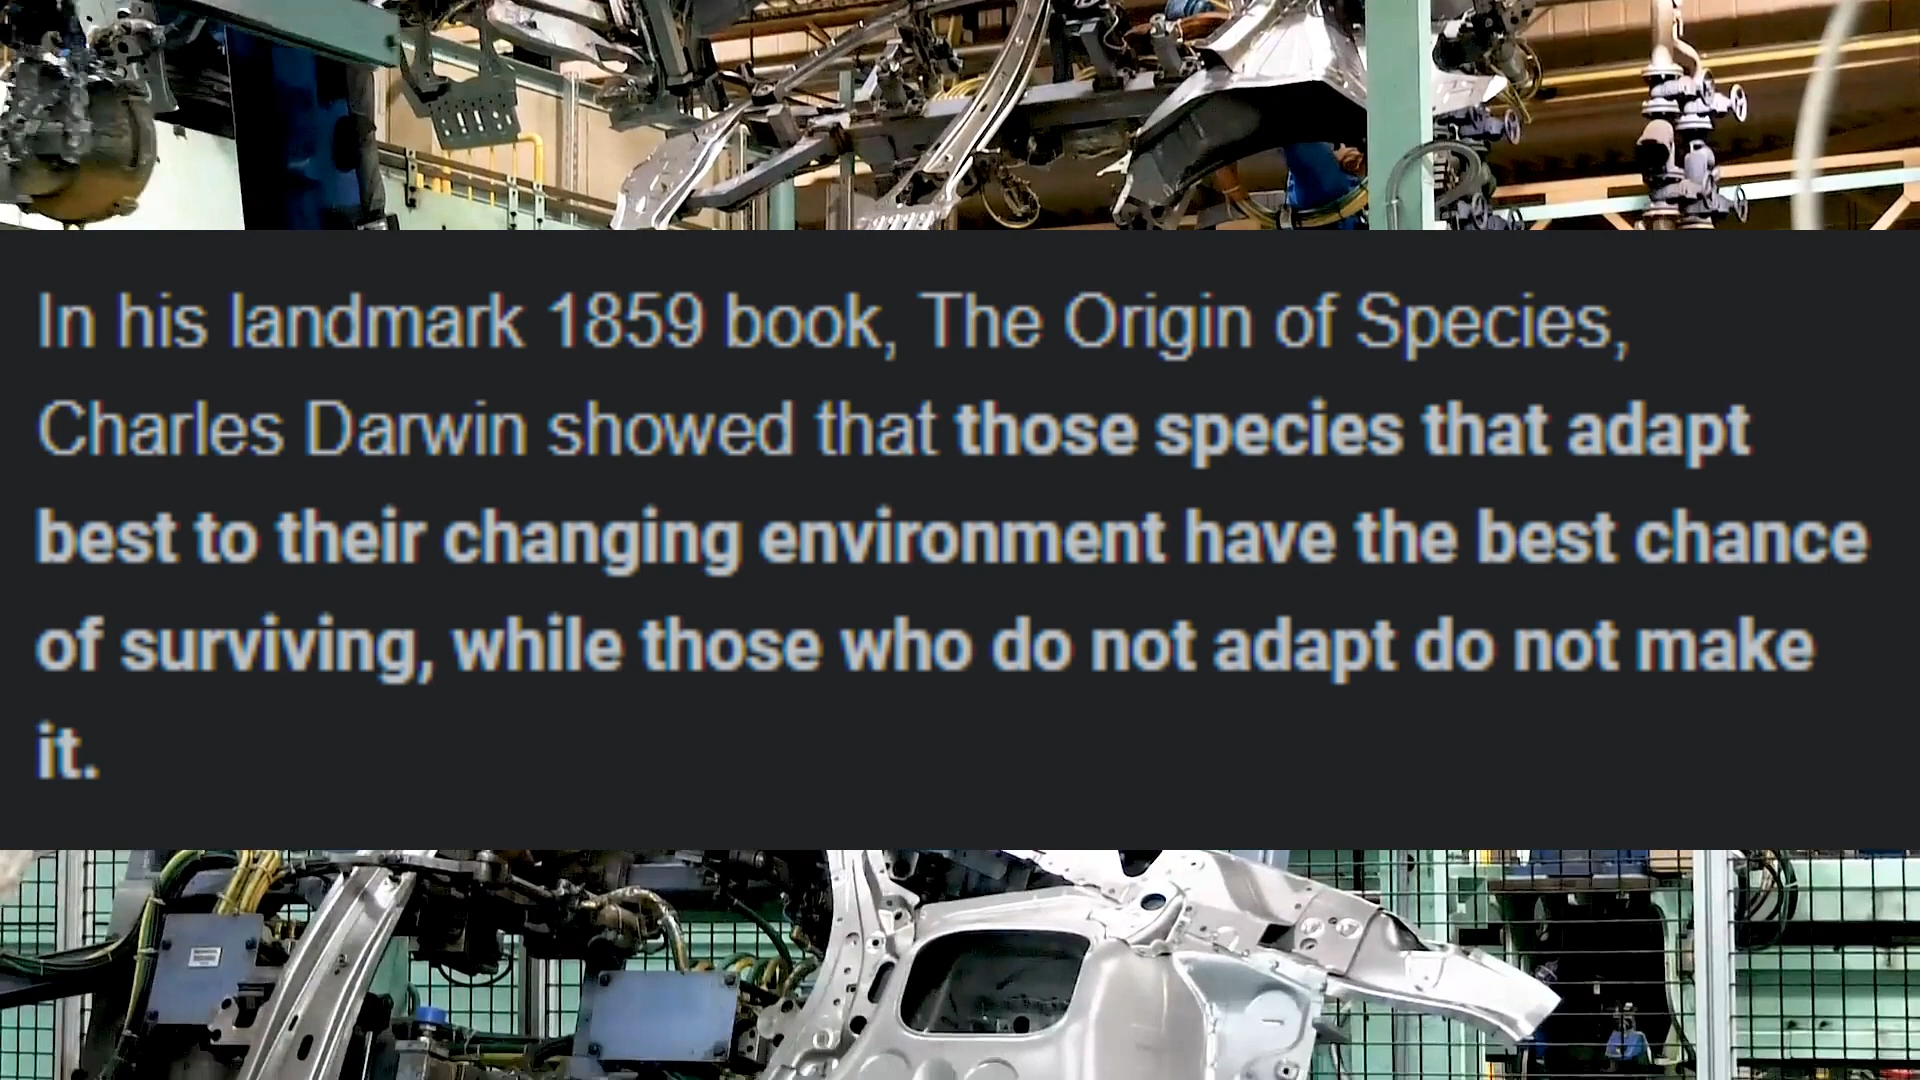 In his landmark 1859 book, The Origin of Species,
Charles Darwin showed that those species that adapt
best to their changing environment have the best chance
of surviving, while those who do not adapt do not make
it.